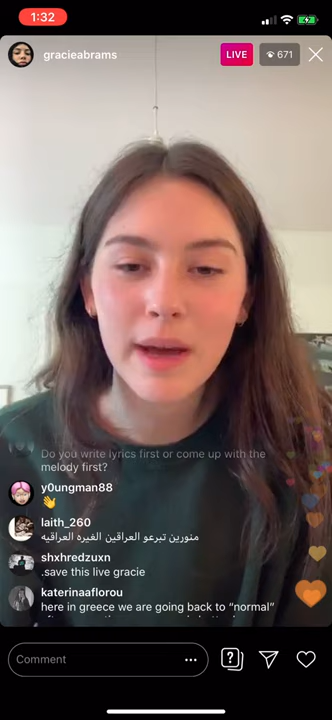 1:32
gracieabrams
LIVE
671
Do you write lyrics first or come up with the
melody first?
y0ungman88
👋
laith_260
منورين تبرعو العراقين الغيره العراقيه
shxhredzuxn
.save this live gracie
katerinaaflorou
here in greece we are going back to “normal”
Comment